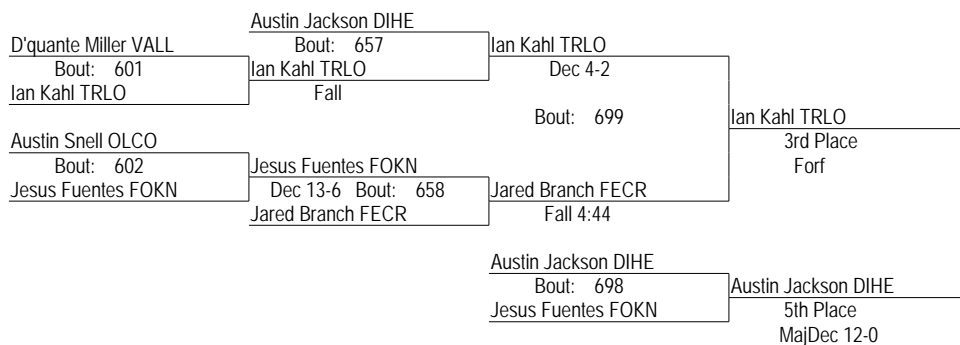 Austin Jackson DIHE
D'quante Miller VALL
Bout: 657
Ian Kahl TRLO
Bout: 601
Ian Kahl TRLO
Dec 4-2
Ian Kahl TRLO
Fall
Bout: 699
Ian Kahl TRLO
Austin Snell OLCO
3rd Place
Bout: 602
Jesus Fuentes FOKN
Forf
Jesus Fuentes FOKN
Dec 13-6 Bout: 658
Jared Branch FECR
Jared Branch FECR
Fall 4:44
Austin Jackson DIHE
Bout: 698
Austin Jackson DIHE
Jesus Fuentes FOKN
5th Place
MajDec 12-0